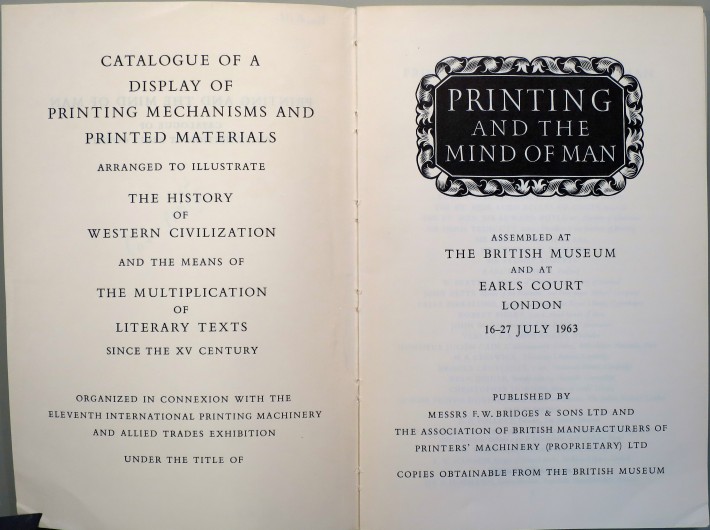 CATALOGUE OF A
DISPLAY OF
PRINTING MECHANISMS AND
PRINTED MATERIALS
ARRANGED TO ILLUSTRATE
THE HISTORY
OF
WESTERN CIVILIZATION
AND THE MEANS OF
THE MULTIPLICATION
OF
LITERARY TEXTS
SINCE THE XV CENTURY
ORGANIZED IN CONNEXION WITH THE
ELEVENTH INTERNATIONAL PRINTING MACHINERY
AND ALLIED TRADES EXHIBITION
UNDER THE TITLE OF
PRINTING
AND THE
MIND OF MAN
ASSEMBLED AT
THE BRITISH MUSEUM
AND AT
EARLS COURT
LONDON
16–27 JULY 1963
PUBLISHED BY
MESSRS F. W. BRIDGES & SONS LTD AND
THE ASSOCIATION OF BRITISH MANUFACTURERS OF
PRINTERS' MACHINERY (PROPRIETARY) LTD
COPIES OBTAINABLE FROM THE BRITISH MUSEUM